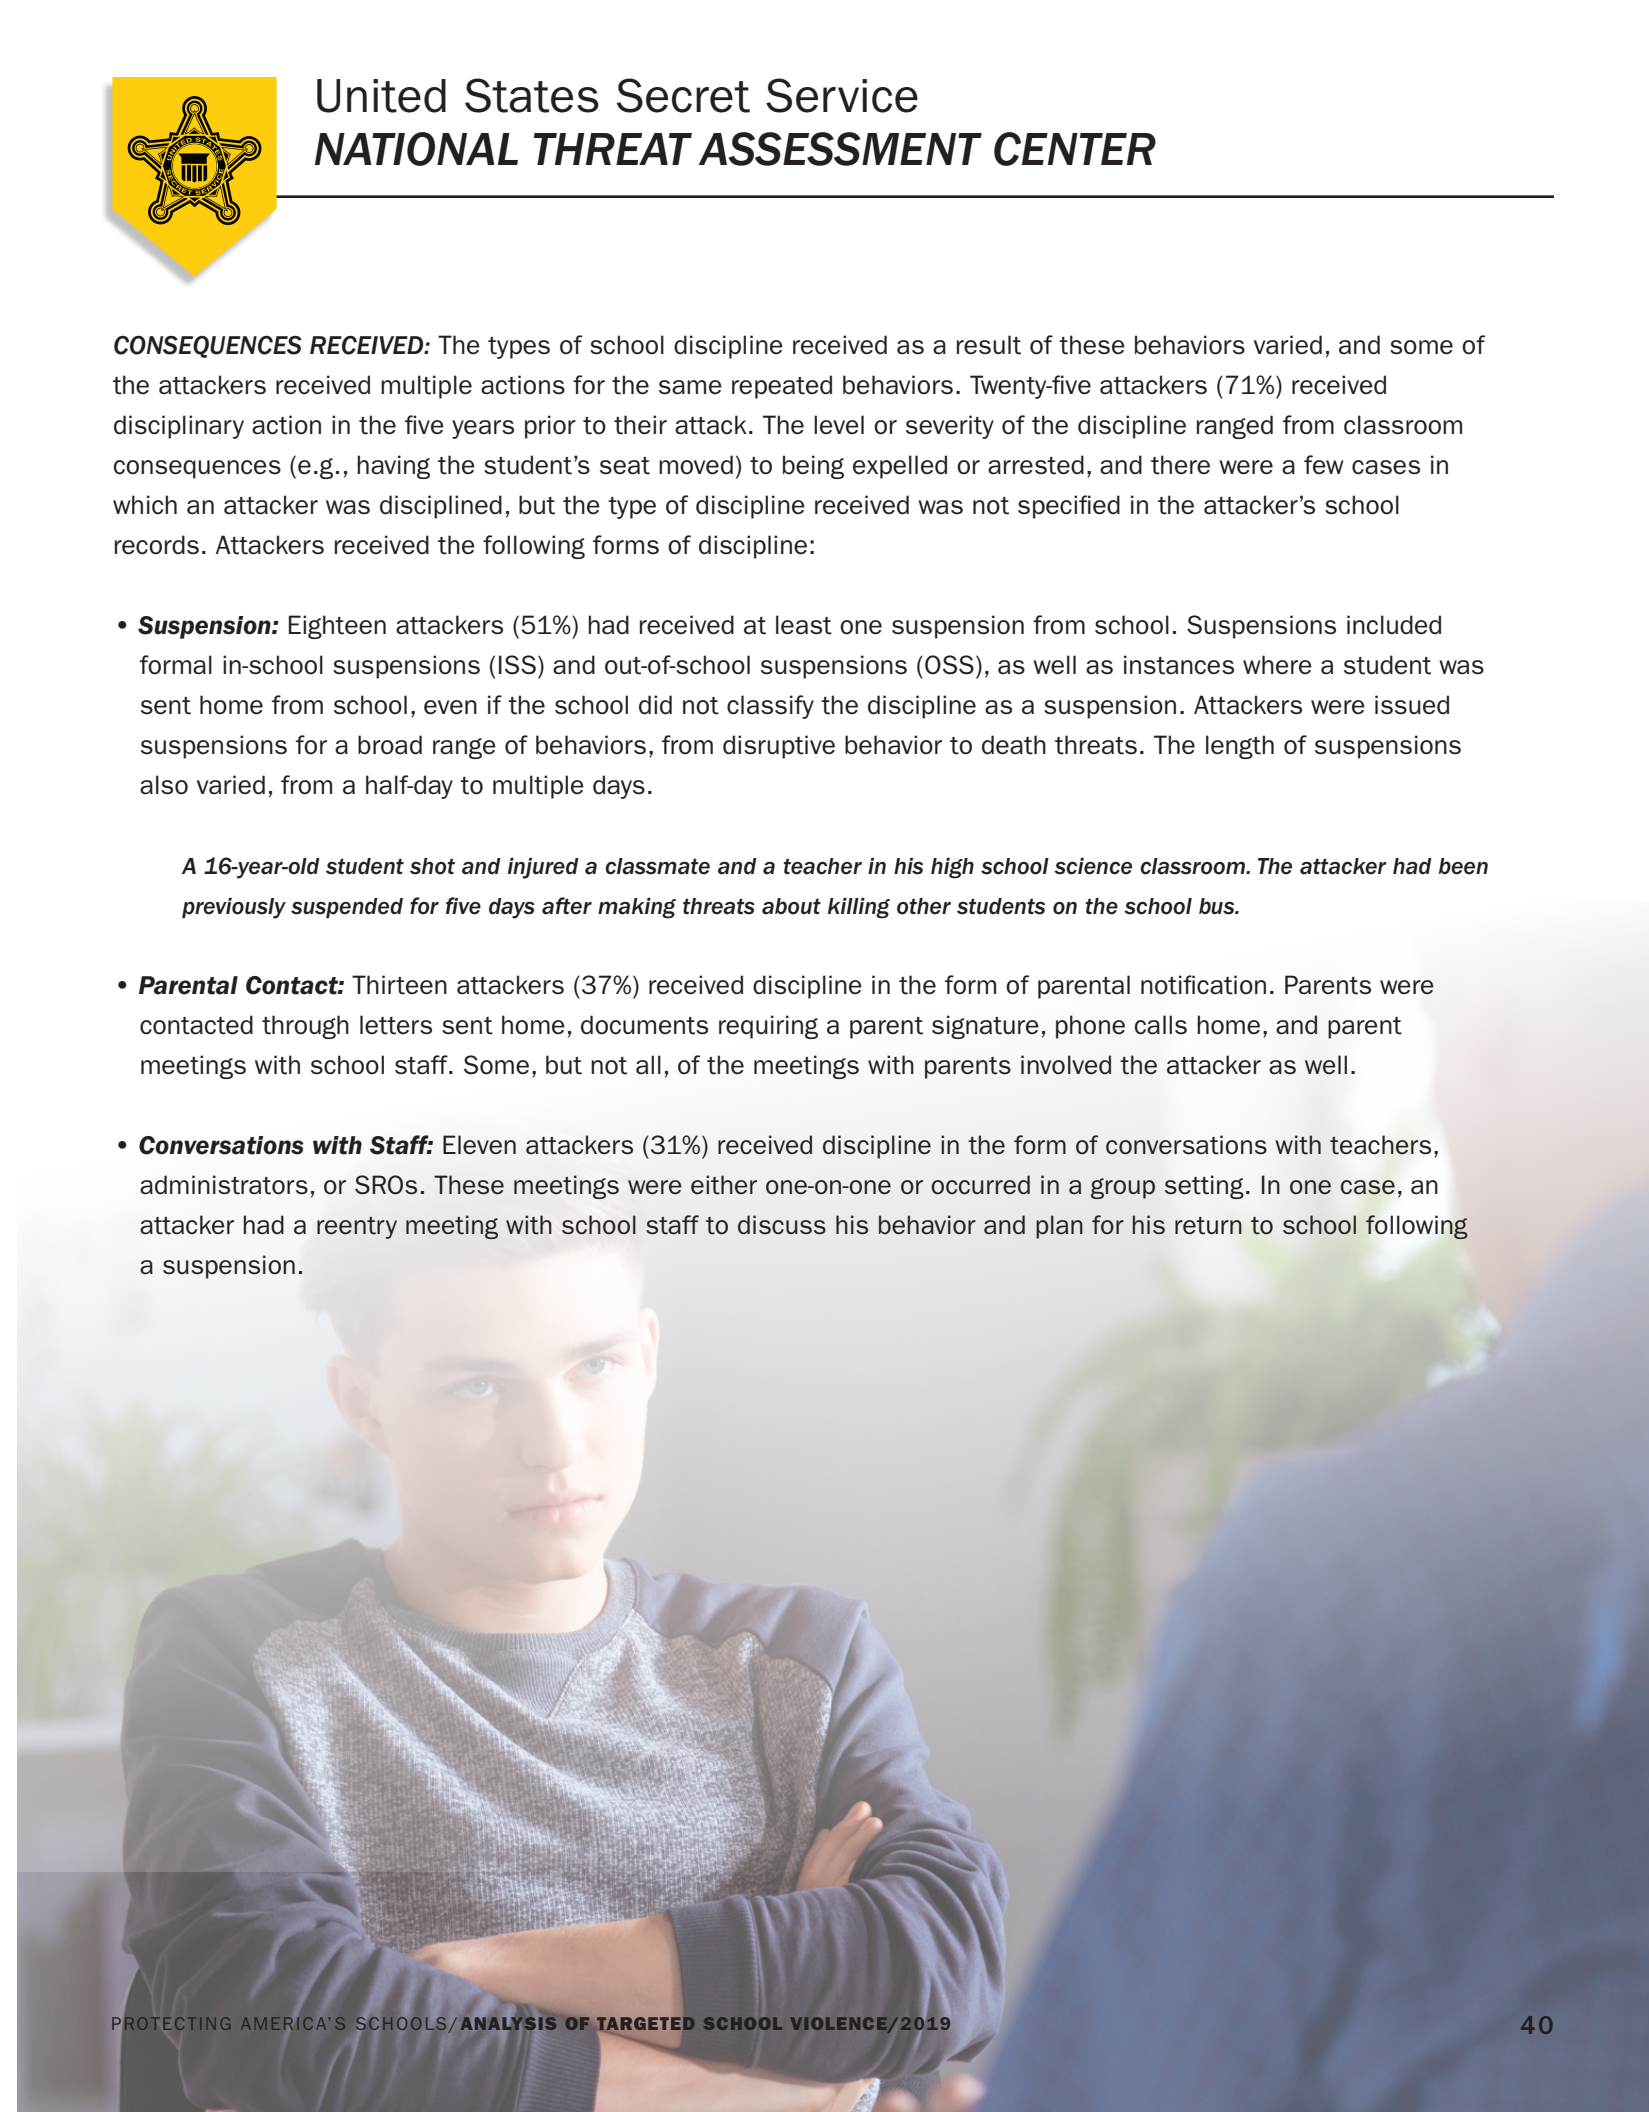 United States Secret Service
NATIONAL THREAT ASSESSMENT CENTER
UNITED STATES
SECRET SERVICE
CONSEQUENCES RECEIVED: The types of school discipline received as a result of these behaviors varied, and some of
the attackers received multiple actions for the same repeated behaviors. Twenty-five attackers (71%) received
disciplinary action in the five years prior to their attack. The level or severity of the discipline ranged from classroom
consequences (e.g., having the student’s seat moved) to being expelled or arrested, and there were a few cases in
which an attacker was disciplined, but the type of discipline received was not specified in the attacker’s school
records. Attackers received the following forms of discipline:
• Suspension: Eighteen attackers (51%) had received at least one suspension from school. Suspensions included
formal in-school suspensions (ISS) and out-of-school suspensions (OSS), as well as instances where a student was
sent home from school, even if the school did not classify the discipline as a suspension. Attackers were issued
suspensions for a broad range of behaviors, from disruptive behavior to death threats. The length of suspensions
also varied, from a half-day to multiple days.
A 16-year-old student shot and injured a classmate and a teacher in his high school science classroom. The attacker had been
previously suspended for five days after making threats about killing other students on the school bus.
• Parental Contact: Thirteen attackers (37%) received discipline in the form of parental notification. Parents were
contacted through letters sent home, documents requiring a parent signature, phone calls home, and parent
meetings with school staff. Some, but not all, of the meetings with parents involved the attacker as well.
• Conversations with Staff: Eleven attackers (31%) received discipline in the form of conversations with teachers,
administrators, or SROs. These meetings were either one-on-one or occurred in a group setting. In one case, an
attacker had a reentry meeting with school staff to discuss his behavior and plan for his return to school following
a suspension.
PROTECTING AMERICA’S SCHOOLS/ANALYSIS OF TARGETED SCHOOL VIOLENCE/2019
40